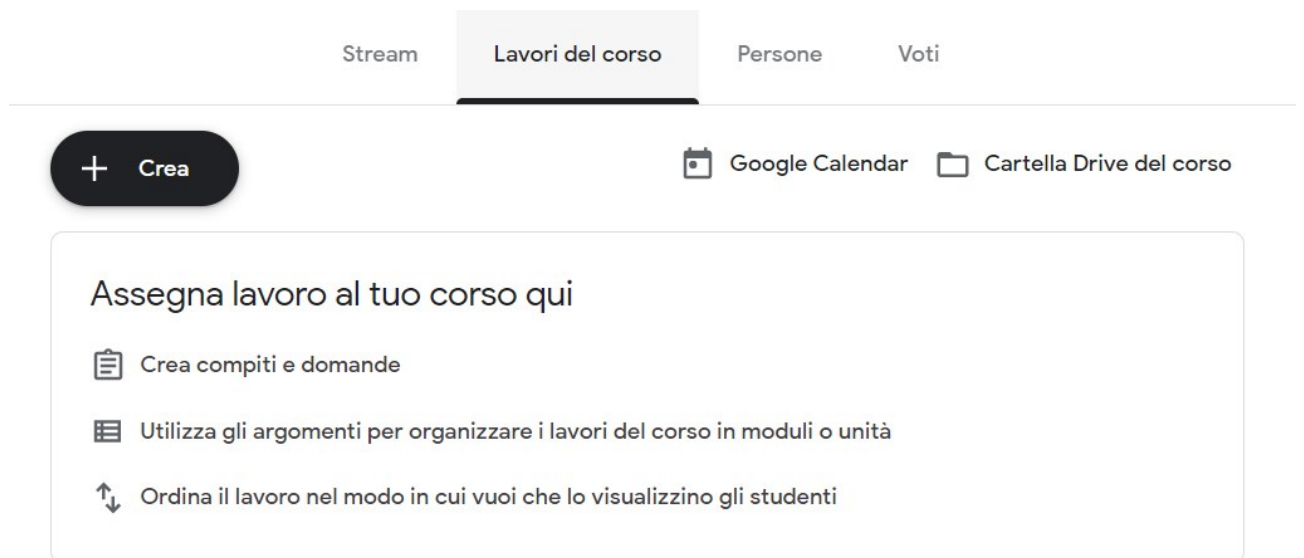 Stream Lavori del corso Persone Voti
+ Crea Google Calendar Cartella Drive del corso
Assegna lavoro al tuo corso qui
Crea compiti e domande
Utilizza gli argomenti per organizzare i lavori del corso in moduli o unità
Ordina il lavoro nel modo in cui vuoi che lo visualizzino gli studenti